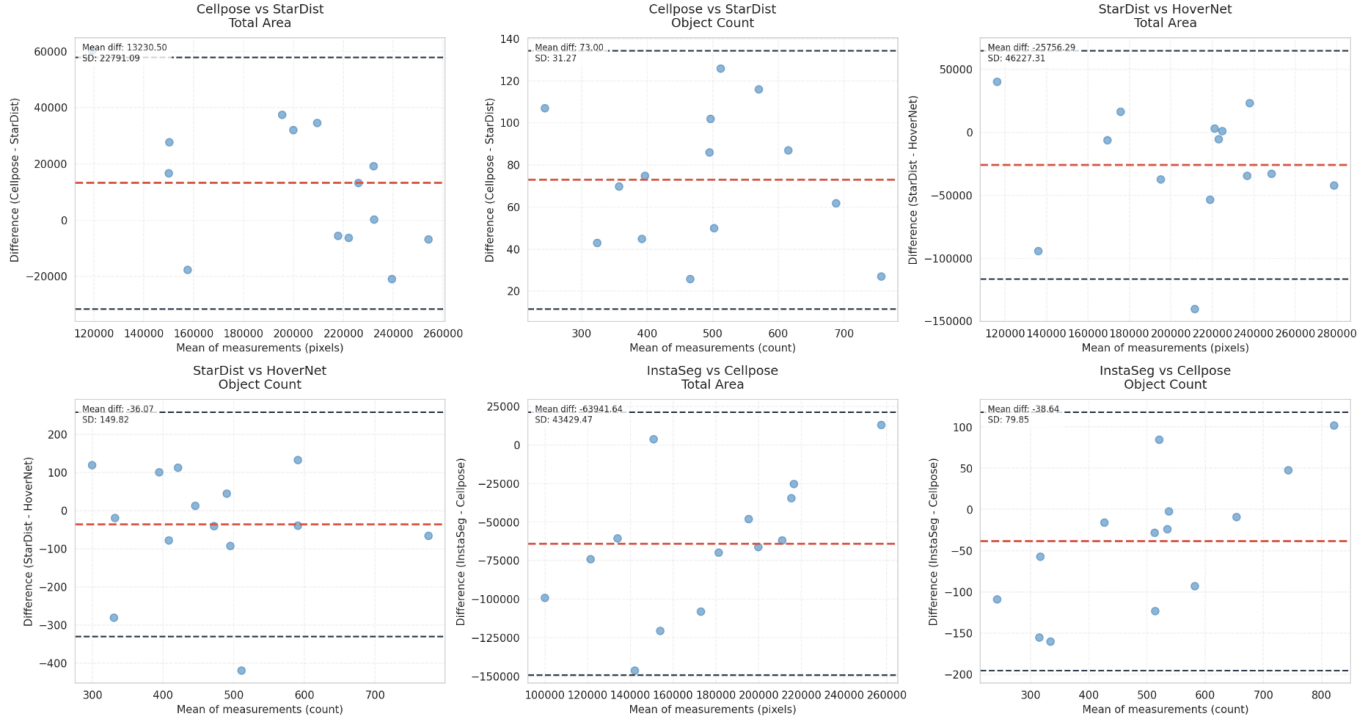 Cellpose vs StarDist
Total Area
Mean diff: 13230.50
SD: 22791.09
60000
40000
20000
0
−20000
Difference (Cellpose - StarDist)
120000 140000 160000 180000 200000 220000 240000 260000
Mean of measurements (pixels)
Cellpose vs StarDist
Object Count
Mean diff: 73.00
SD: 31.27
140
120
100
80
60
40
20
Difference (Cellpose - StarDist)
300 400 500 600 700
Mean of measurements (count)
StarDist vs HoverNet
Total Area
Mean diff: -25756.29
SD: 46227.31
50000
0
−50000
−100000
−150000
Difference (StarDist - HoverNet)
120000 140000 160000 180000 200000 220000 240000 260000 280000
Mean of measurements (pixels)
StarDist vs HoverNet
Object Count
Mean diff: -36.07
SD: 149.82
200
100
0
−100
−200
−300
−400
Difference (StarDist - HoverNet)
300 400 500 600 700
Mean of measurements (count)
InstaSeg vs Cellpose
Total Area
Mean diff: -63941.64
SD: 43429.47
25000
0
−25000
−50000
−75000
−100000
−125000
−150000
Difference (InstaSeg - Cellpose)
100000 120000 140000 160000 180000 200000 220000 240000 260000
Mean of measurements (pixels)
InstaSeg vs Cellpose
Object Count
Mean diff: -38.64
SD: 79.85
100
50
0
−50
−100
−150
−200
Difference (InstaSeg - Cellpose)
300 400 500 600 700 800
Mean of measurements (count)